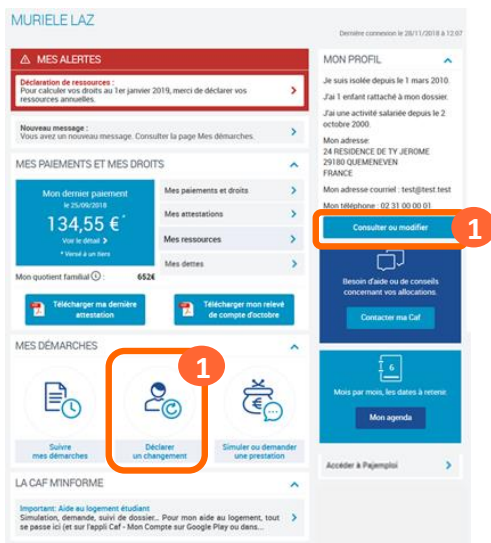 MURIELE LAZ
Dernière connexion le 28/11/2018 à 12:07
MES ALERTES
Déclaration de ressources :
Pour calculer vos droits au 1er janvier 2019, merci de déclarer vos
ressources annuelles.
Nouveau message :
Vous avez un nouveau message. Consulter la page Mes démarches.
MES PAIEMENTS ET MES DROITS
Mon dernier paiement
le 25/09/2018
134,55 € *
Voir le détail
* Versé à un tiers
Mes paiements et droits
Mes attestations
Mes ressources
Mes dettes
Mon quotient familial i : 652€
Télécharger ma dernière
attestation
Télécharger mon relevé
de compte d'octobre
MES DÉMARCHES
1
Suivre
mes démarches
Déclarer
un changement
Simuler ou demander
une prestation
LA CAF M'INFORME
Important: Aide au logement étudiant
Simulation, demande, suivi de dossier... Pour mon aide au logement, tout
se passe ici (et sur l'appli Caf - Mon Compte sur Google Play ou dans...
MON PROFIL
Je suis isolée depuis le 1 mars 2010.
J'ai 1 enfant rattaché à mon dossier.
J'ai une activité salariée depuis le 2
octobre 2000.
Mon adresse:
24 RESIDENCE DE TY JEROME
29180 QUEMENEVEN
FRANCE
Mon adresse courriel : test@test.test
Mon téléphone : 02 31 00 00 01
Consulter ou modifier
1
Besoin d'aide ou de conseils
concernant vos allocations.
Contacter ma Caf
6
Mois par mois, les dates à retenir.
Mon agenda
Accéder à Pajemploi